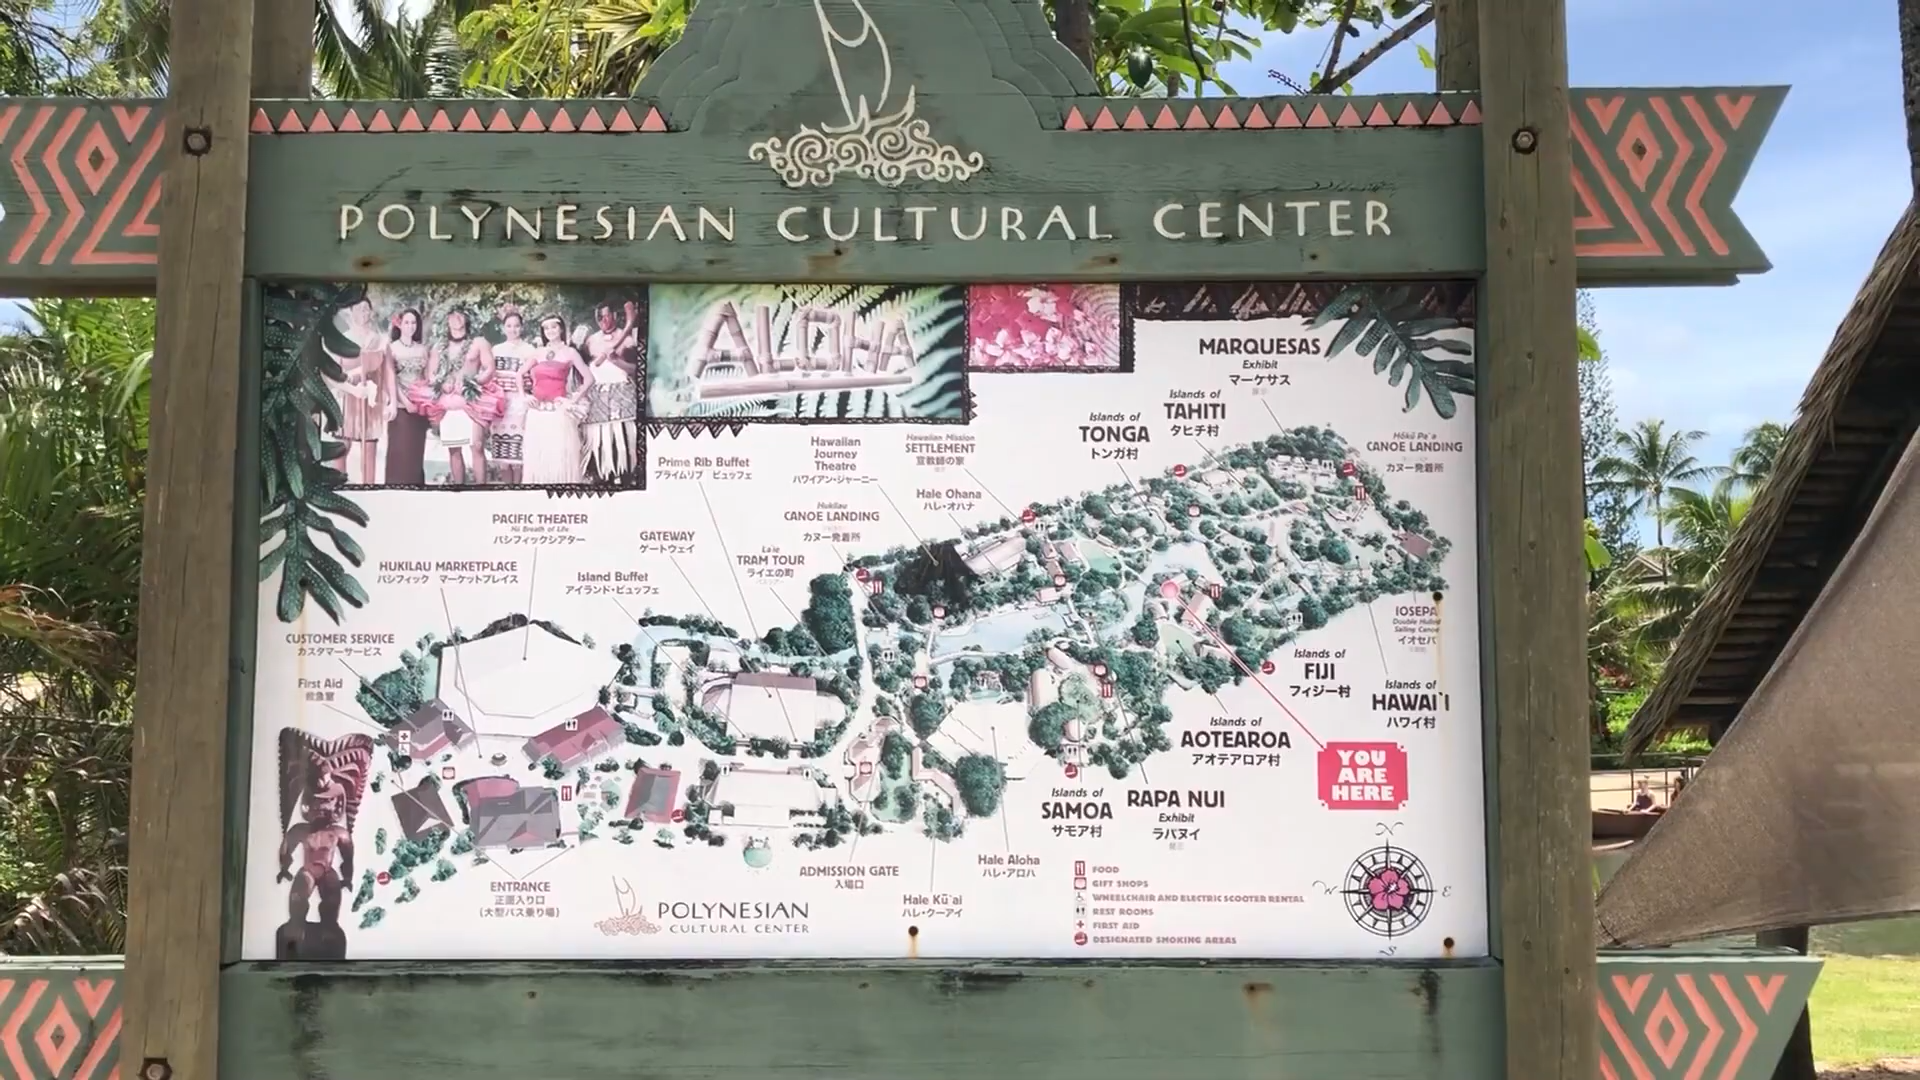 POLYNESIAN CULTURAL CENTER
ALOHA
MARQUESAS
Exhibit
マーケサス
Islands of
TAHITI
タヒチ村
Islands of
TONGA
トンガ村
Hōkū Pa'a
CANOE LANDING
カヌー発着所
Hawaiian Mission
SETTLEMENT
宣教師の家
Hawaiian
Journey
Theatre
ハワイアン・ジャーニー
Prime Rib Buffet
プライムリブ ビュッフェ
Hale Ohana
ハレ・オハナ
Hukilau
CANOE LANDING
カヌー発着所
PACIFIC THEATER
Hā Breath of Life
パシフィックシアター
GATEWAY
ゲートウェイ
Laie
TRAM TOUR
ライエの町
HUKILAU MARKETPLACE
パシフィック マーケットプレイス
Island Buffet
アイランド・ビュッフェ
CUSTOMER SERVICE
カスタマーサービス
First Aid
救急室
IOSEPA
Double Hulled
Sailing Canoe
イオセパ
Islands of
FIJI
フィジー村
Islands of
HAWAI'I
ハワイ村
Islands of
AOTEAROA
アオテアロア村
YOU
ARE
HERE
Islands of
SAMOA
サモア村
RAPA NUI
Exhibit
ラパヌイ
Hale Aloha
ハレ・アロハ
ADMISSION GATE
入場口
Hale Kū'ai
ハレ・クーアイ
ENTRANCE
正面入り口
(大型バス乗り場)
POLYNESIAN
CULTURAL CENTER
FOOD
GIFT SHOPS
WHEELCHAIR AND ELECTRIC SCOOTER RENTAL
REST ROOMS
FIRST AID
DESIGNATED SMOKING AREAS
N
W
E
S